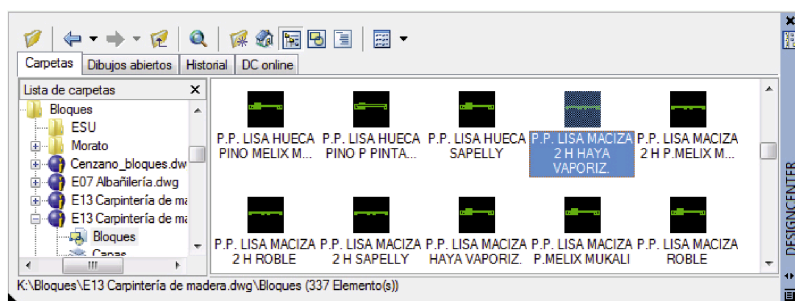 Carpetas Dibujos abiertos Historial DC online
Lista de carpetas X
Bloques
ESU
Morato
Cenzano_bloques.dw
E07 Albañilería.dwg
E13 Carpintería de ma
E13 Carpintería de ma
Bloques
Capas
P.P. LISA HUECA
PINO MELIX M...
P.P. LISA HUECA
PINO P PINTA...
P.P. LISA HUECA
SAPELLY
P.P. LISA MACIZA
2 H HAYA
VAPORIZ.
P.P. LISA MACIZA
2 H P.MELIX M...
P.P. LISA MACIZA
2 H ROBLE
P.P. LISA MACIZA
2 H SAPELLY
P.P. LISA MACIZA
HAYA VAPORIZ.
P.P. LISA MACIZA
P.MELIX MUKALI
P.P. LISA MACIZA
ROBLE
K:\Bloques\E13 Carpintería de madera.dwg\Bloques (337 Elemento(s))
DESIGNCENTER